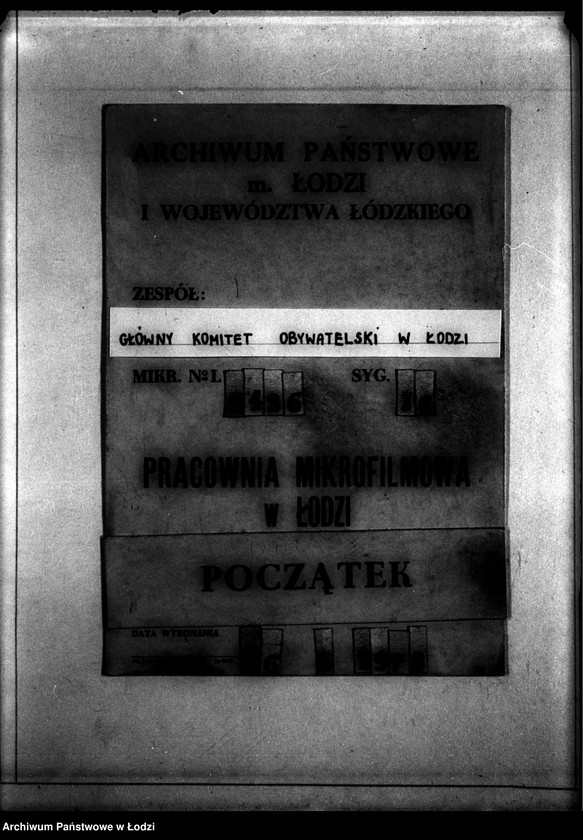 ARCHIWUM PAŃSTWOWE
m. ŁODZI
I WOJEWÓDZTWA ŁÓDZKIEGO
ZESPÓŁ:
GŁÓWNY KOMITET OBYWATELSKI W ŁODZI
MIKR. № L SYG.
PRACOWNIA MIKROFILMOWA
w ŁODZI
POCZĄTEK
DATA WYKONANIA
Archiwum Państwowe w Łodzi